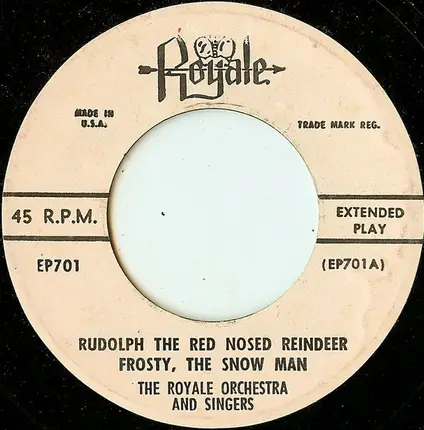 Royale
MADE IN
U.S.A.
TRADE MARK REG.
45 R.P.M.
EXTENDED
PLAY
EP701
(EP701A)
RUDOLPH THE RED NOSED REINDEER
FROSTY, THE SNOW MAN
THE ROYALE ORCHESTRA
AND SINGERS